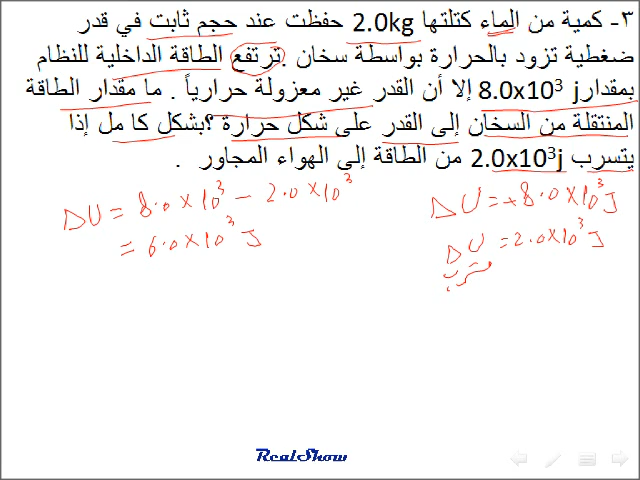 ٣- كمية من الماء كتلتها 2.0kg حفظت عند حجم ثابت في قدر
ضغطية تزود بالحرارة بواسطة سخان .ترتفع الطاقة الداخلية للنظام
بمقدار8.0x10³ j إلا أن القدر غير معزولة حرارياً . ما مقدار الطاقة
المنتقلة من السخان إلى القدر على شكل حرارة ؟بشكل كا مل إذا
يتسرب 2.0x10³j من الطاقة إلى الهواء المجاور .
ΔU = +8.0×10³ J
ΔU = 2.0×10³ J
متسرب
ΔU = 8.0×10³ − 2.0×10³
= 6.0×10³ J
RealShow